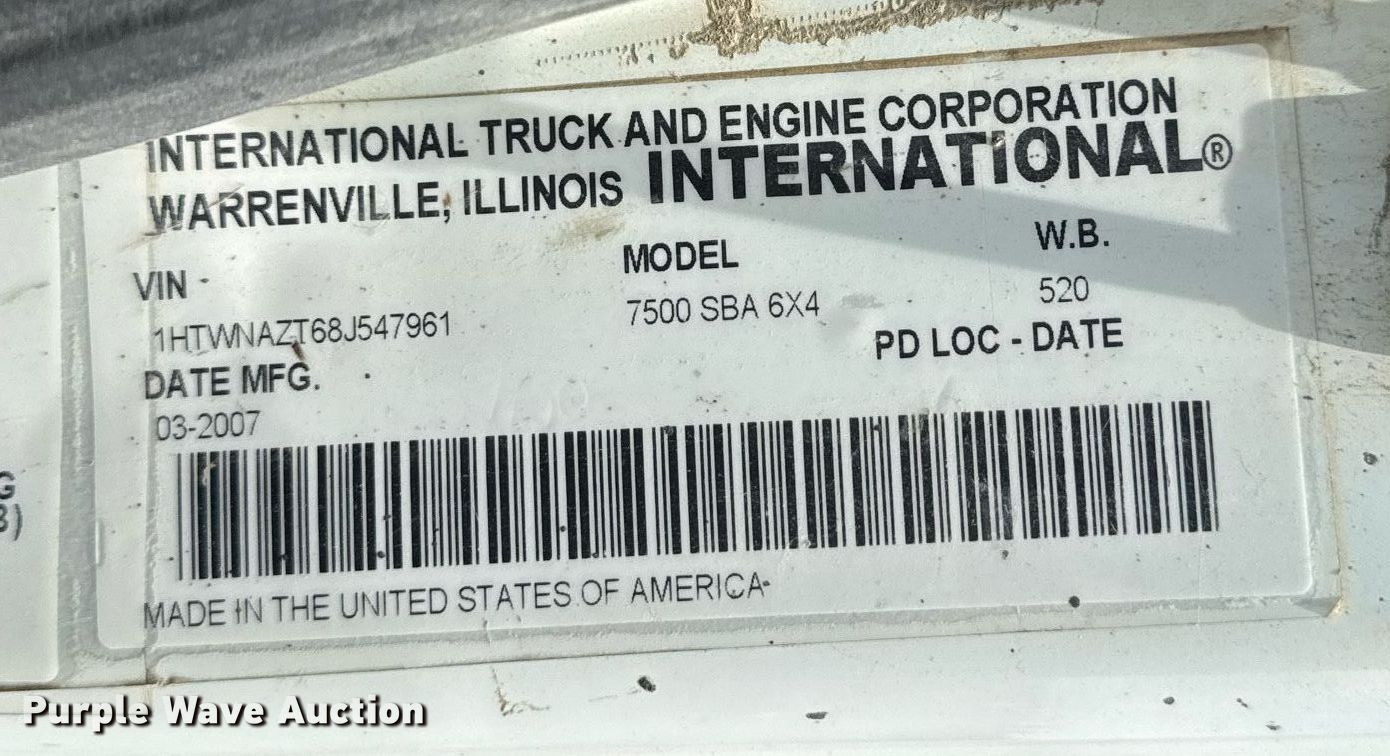 INTERNATIONAL TRUCK AND ENGINE CORPORATION
WARRENVILLE, ILLINOIS INTERNATIONAL®
VIN MODEL W.B.
1HTWNAZT68J547961 7500 SBA 6X4 520
DATE MFG. PD LOC - DATE
03-2007
MADE IN THE UNITED STATES OF AMERICA
G
3)
Purple Wave Auction